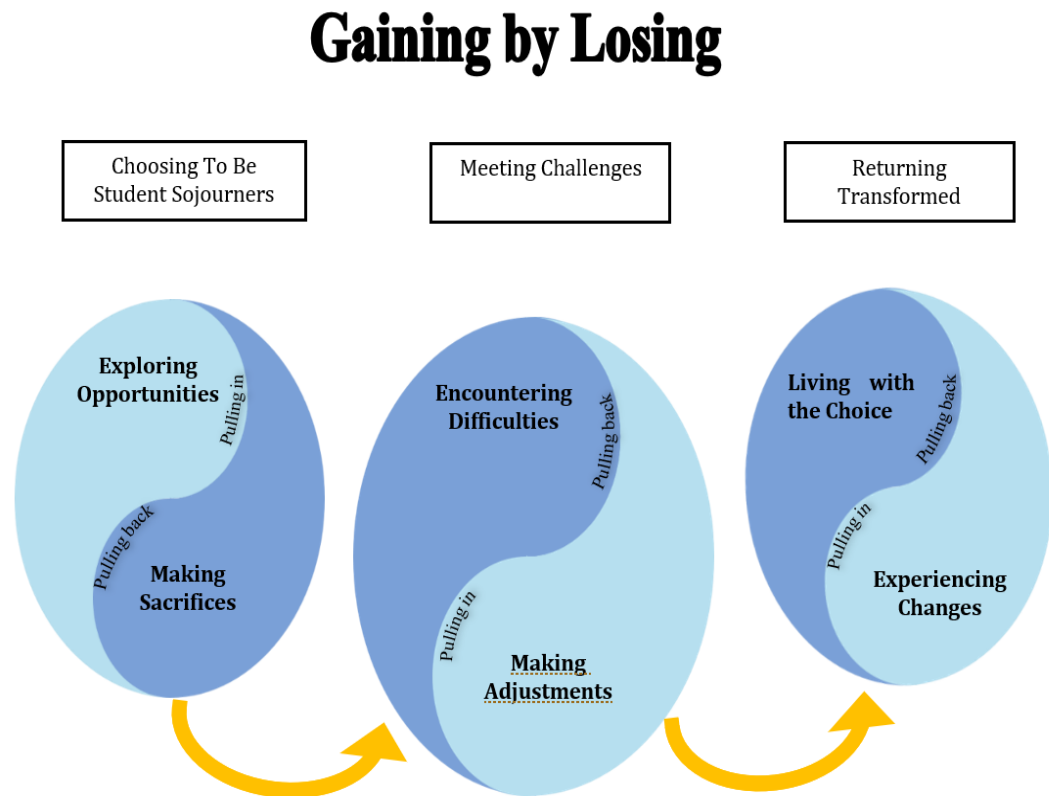 Gaining by Losing
Choosing To Be
Student Sojourners
Meeting Challenges
Returning
Transformed
Exploring
Opportunities
Pulling in
Pulling back
Making
Sacrifices
Encountering
Difficulties
Pulling back
Pulling in
Making
Adjustments
Living with
the Choice
Pulling back
Pulling in
Experiencing
Changes